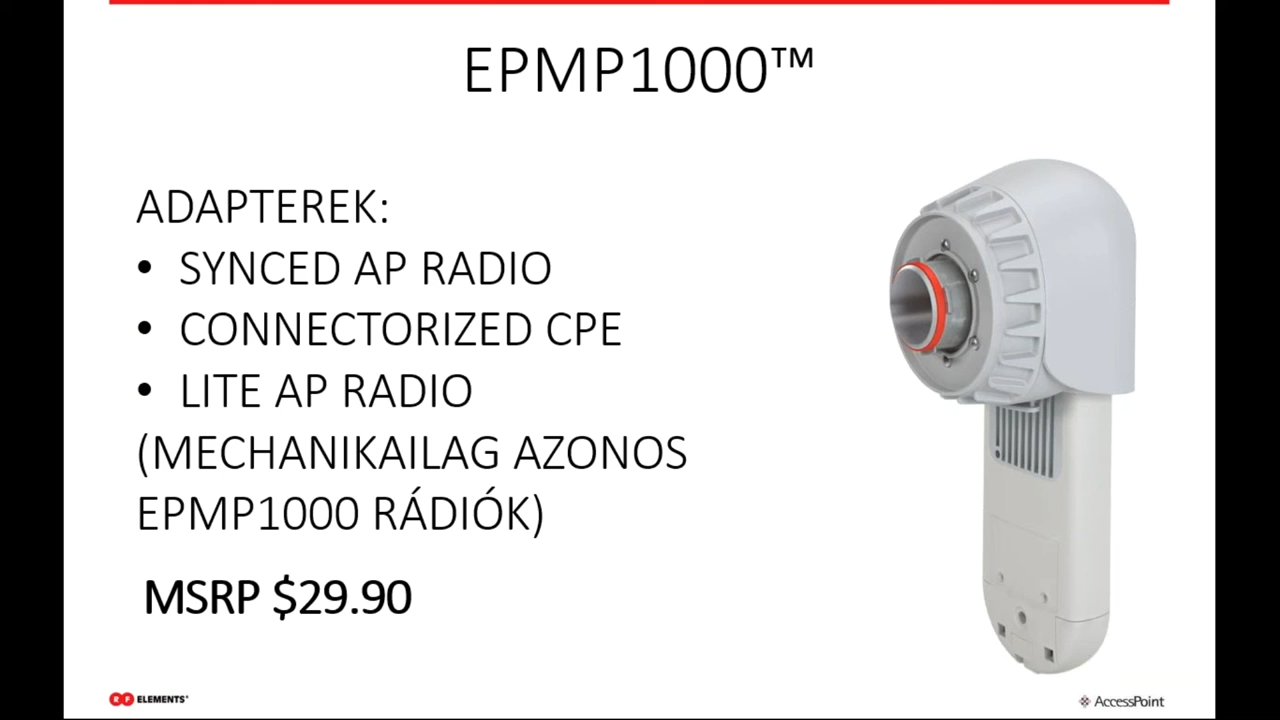 EPMP1000™
ADAPTEREK:
• SYNCED AP RADIO
• CONNECTORIZED CPE
• LITE AP RADIO
(MECHANIKAILAG AZONOS
EPMP1000 RÁDIÓK)
MSRP $29.90
RF ELEMENTS
AccessPoint